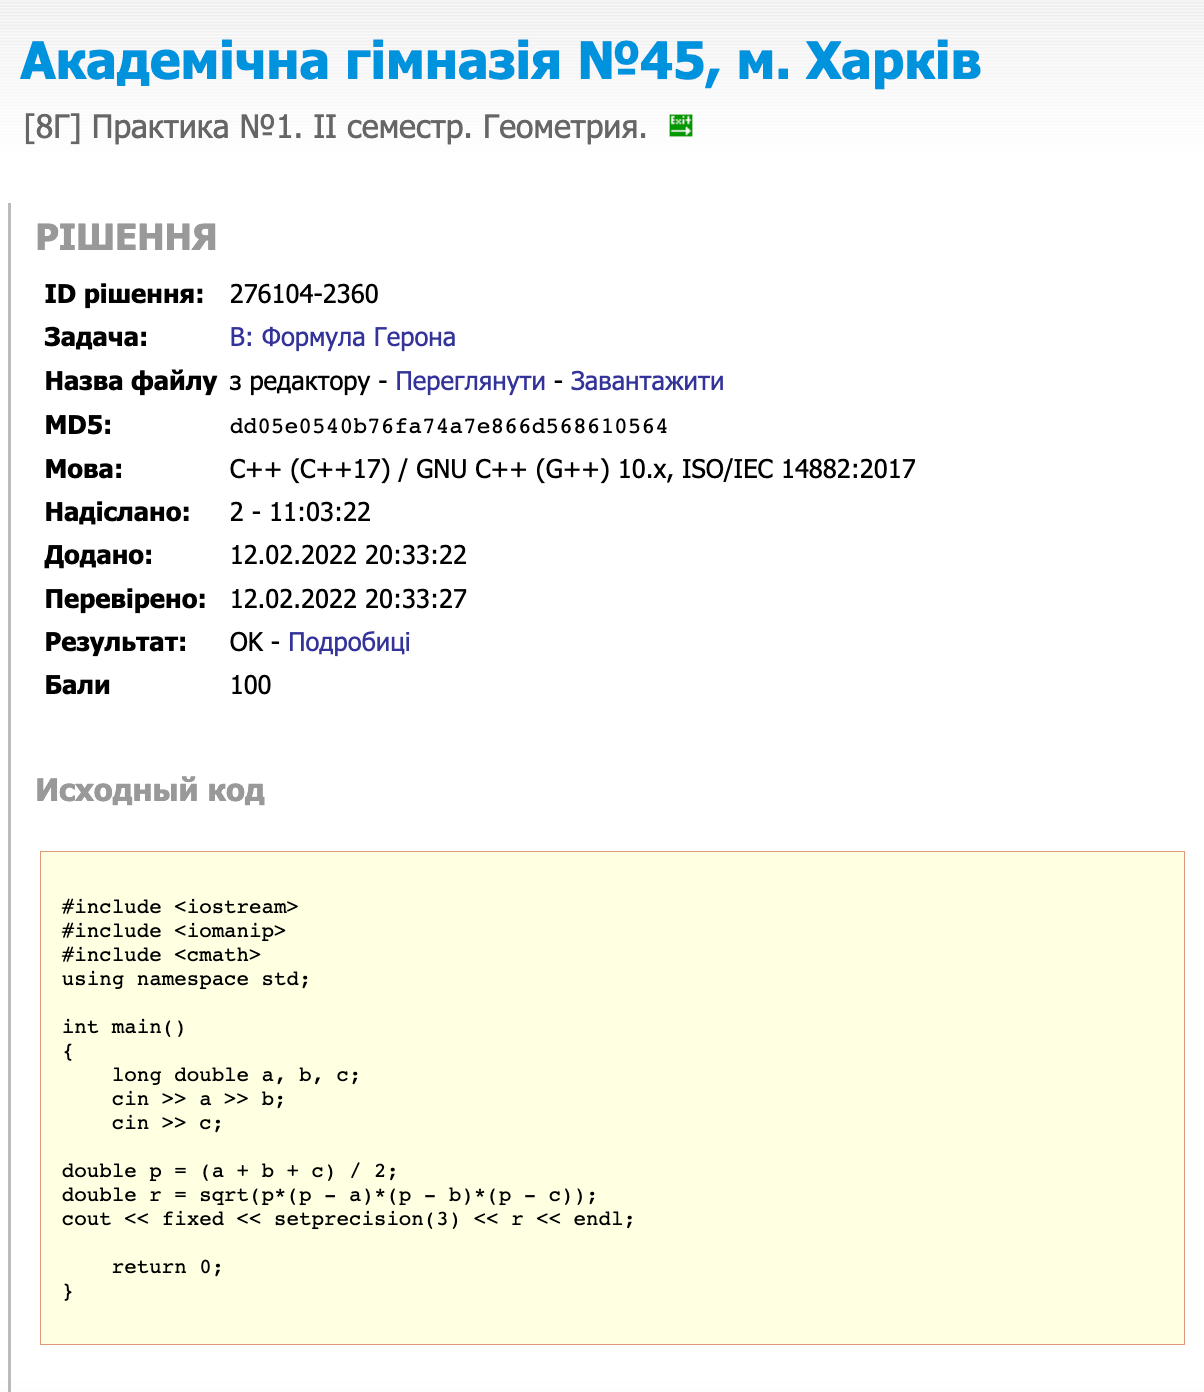 Академічна гімназія №45, м. Харків
[8Г] Практика №1. II семестр. Геометрия.
Exit
РІШЕННЯ
ID рішення: 276104-2360
Задача: B: Формула Герона
Назва файлу з редактору - Переглянути - Завантажити
MD5: dd05e0540b76fa74a7e866d568610564
Мова: C++ (C++17) / GNU C++ (G++) 10.x, ISO/IEC 14882:2017
Надіслано: 2 - 11:03:22
Додано: 12.02.2022 20:33:22
Перевірено: 12.02.2022 20:33:27
Результат: OK - Подробиці
Бали 100
Исходный код
#include <iostream>
#include <iomanip>
#include <cmath>
using namespace std;
int main()
{
    long double a, b, c;
    cin >> a >> b;
    cin >> c;
double p = (a + b + c) / 2;
double r = sqrt(p*(p - a)*(p - b)*(p - c));
cout << fixed << setprecision(3) << r << endl;
    return 0;
}